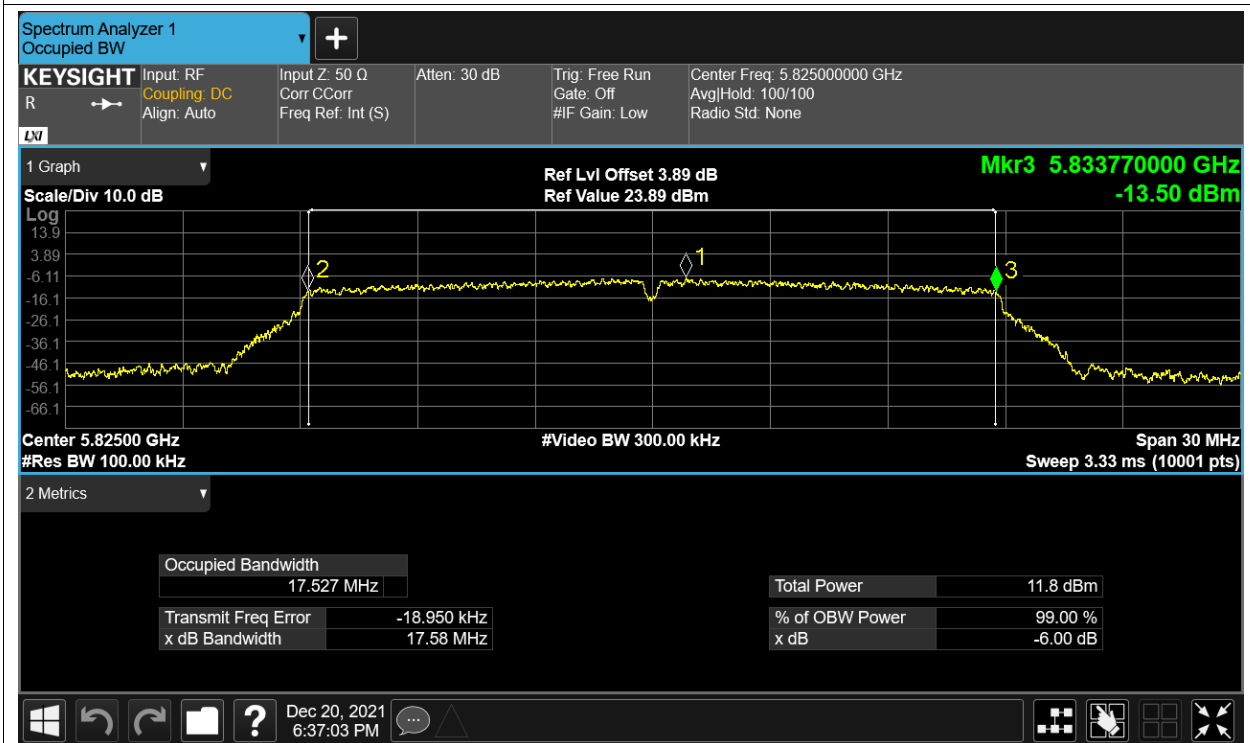 Spectrum Analyzer 1
Occupied BW
KEYSIGHT
R
LXI
Input: RF
Coupling: DC
Align: Auto
Input Z: 50 Ω
Corr CCorr
Freq Ref: Int (S)
Atten: 30 dB
Trig: Free Run
Gate: Off
#IF Gain: Low
Center Freq: 5.825000000 GHz
Avg|Hold: 100/100
Radio Std: None
1 Graph
Scale/Div 10.0 dB
Ref Lvl Offset 3.89 dB
Ref Value 23.89 dBm
Mkr3 5.833770000 GHz
-13.50 dBm
Log
13.9
3.89
-6.11
-16.1
-26.1
-36.1
-46.1
-56.1
-66.1
2
1
3
Center 5.82500 GHz
#Video BW 300.00 kHz
Span 30 MHz
#Res BW 100.00 kHz
Sweep 3.33 ms (10001 pts)
2 Metrics
Occupied Bandwidth
17.527 MHz
Transmit Freq Error -18.950 kHz
x dB Bandwidth 17.58 MHz
Total Power 11.8 dBm
% of OBW Power 99.00 %
x dB -6.00 dB
?
Dec 20, 2021
6:37:03 PM